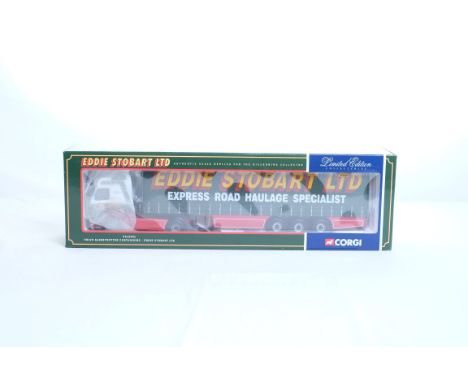 EDDIE STOBART LTD
AUTHENTIC SCALE REPLICA FOR THE DISCERNING COLLECTOR
Limited Edition
EDDIE STOBART LTD
EXPRESS ROAD HAULAGE SPECIALIST
CORGI